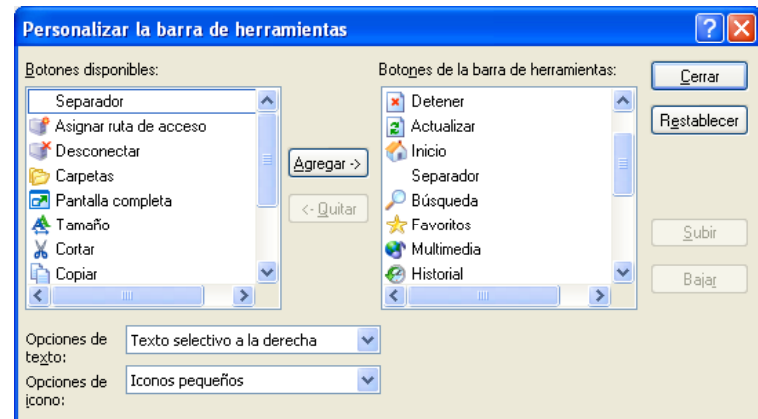 Personalizar la barra de herramientas
Botones disponibles:
Separador
Asignar ruta de acceso
Desconectar
Carpetas
Pantalla completa
Tamaño
Cortar
Copiar
Agregar ->
<- Quitar
Botones de la barra de herramientas:
Detener
Actualizar
Inicio
Separador
Búsqueda
Favoritos
Multimedia
Historial
Cerrar
Restablecer
Subir
Bajar
Opciones de
texto:
Texto selectivo a la derecha
Opciones de
icono:
Iconos pequeños